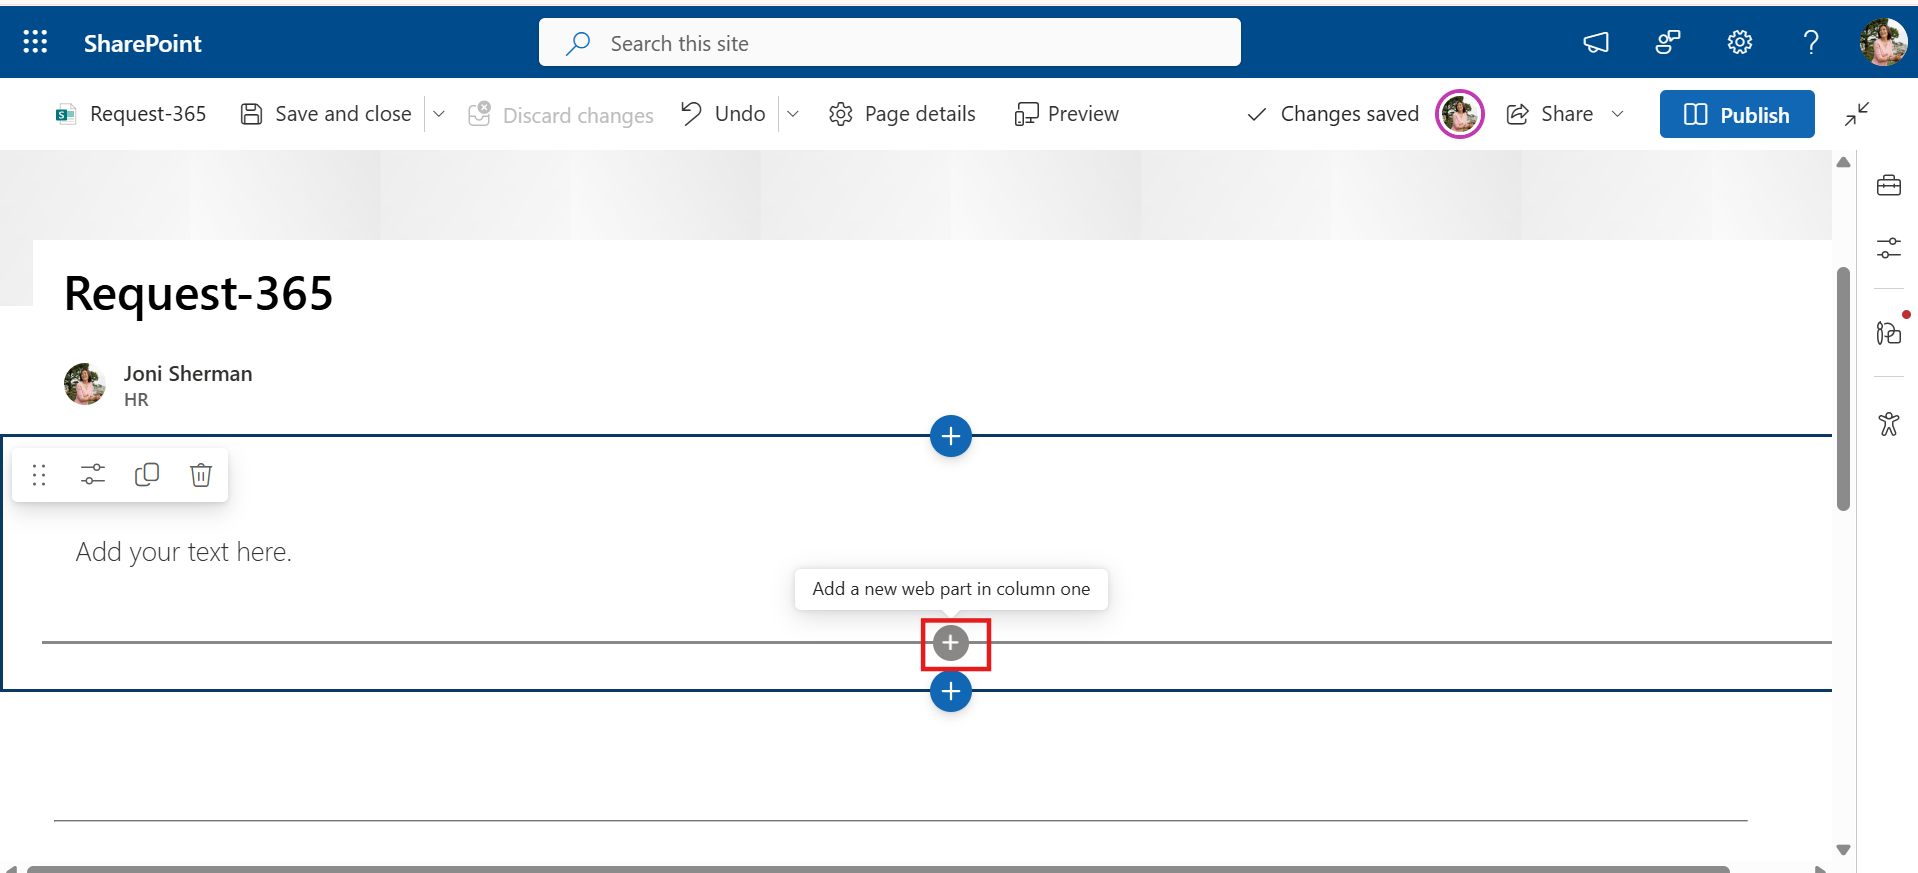 SharePoint
Search this site
Request-365
Save and close
Discard changes
Undo
Page details
Preview
Changes saved
Share
Publish
Request-365
Joni Sherman
HR
Add your text here.
Add a new web part in column one